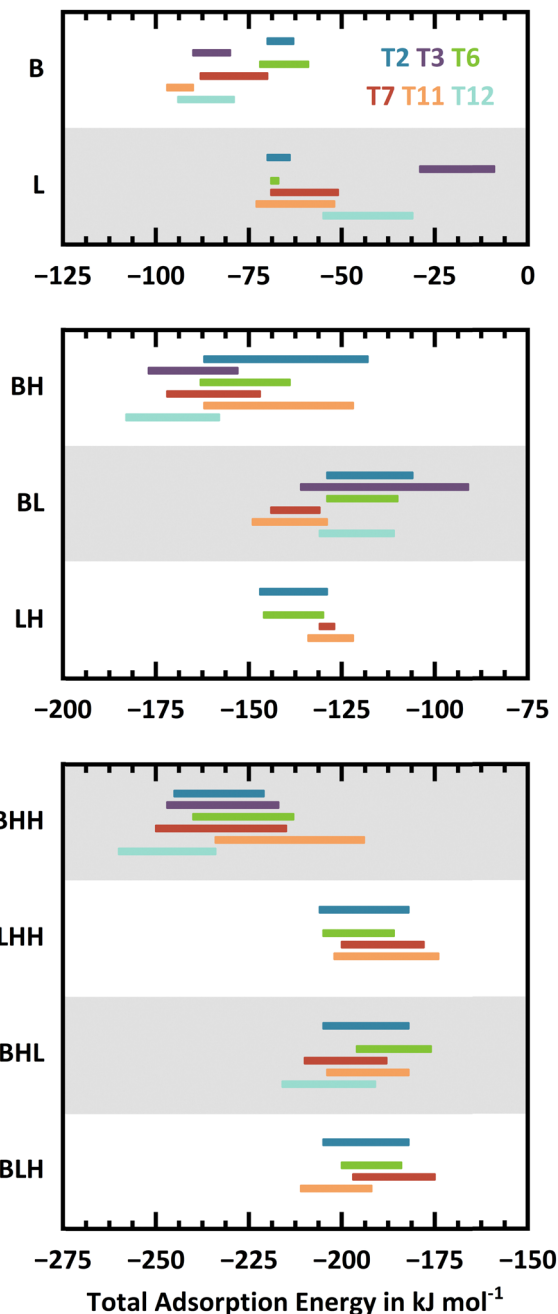 B
T2 T3 T6
T7 T11 T12
L
−125 −100 −75 −50 −25 0
BH
BL
LH
−200 −175 −150 −125 −100 −75
BHH
LHH
BHL
BLH
−275 −250 −225 −200 −175 −150
Total Adsorption Energy in kJ mol⁻¹